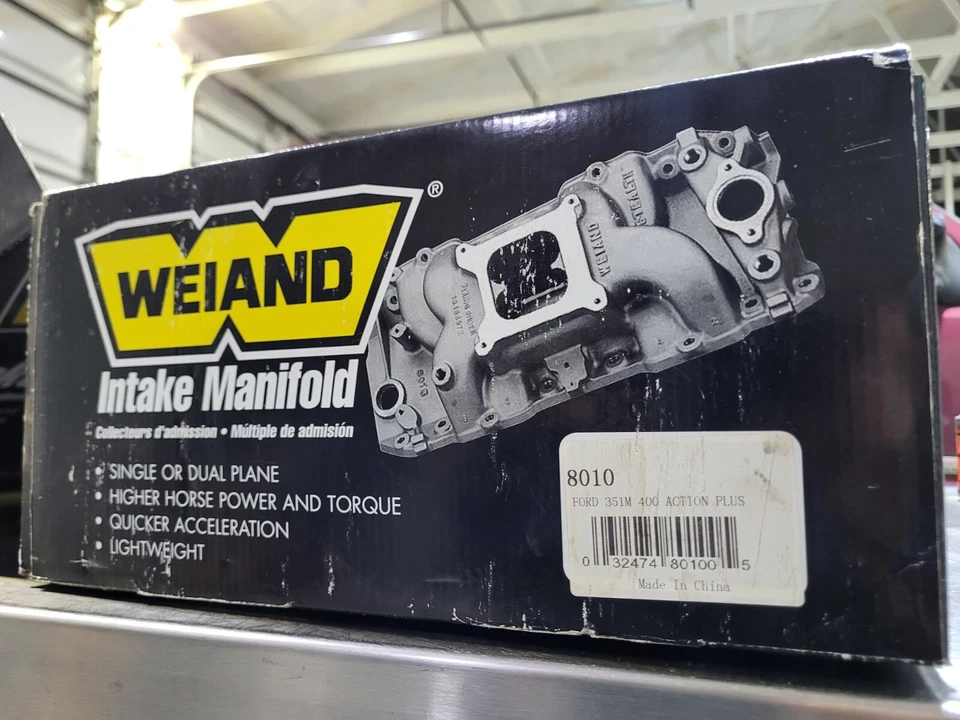 WEIAND®
Intake Manifold
Collecteurs d'admission • Múltiple de admisión
• SINGLE OR DUAL PLANE
• HIGHER HORSE POWER AND TORQUE
• QUICKER ACCELERATION
• LIGHTWEIGHT
WEIAND
8010
FORD 351M 400 ACTION PLUS
0 32474 80100 5
Made In China